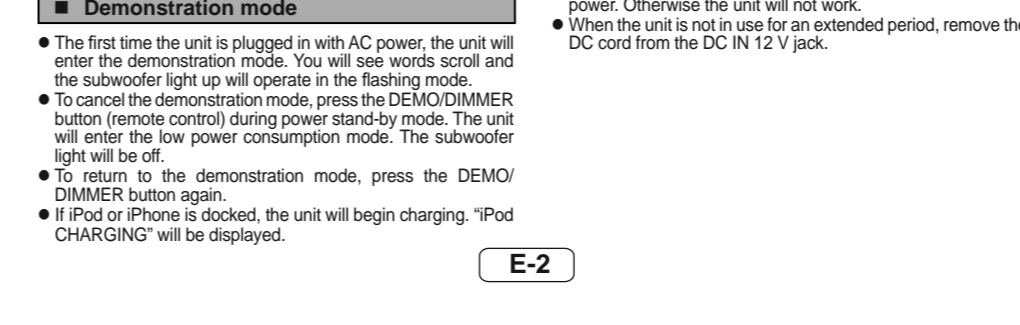 ■ Demonstration mode
● The first time the unit is plugged in with AC power, the unit will
enter the demonstration mode. You will see words scroll and
the subwoofer light up will operate in the flashing mode.
● To cancel the demonstration mode, press the DEMO/DIMMER
button (remote control) during power stand-by mode. The unit
will enter the low power consumption mode. The subwoofer
light will be off.
● To return to the demonstration mode, press the DEMO/
DIMMER button again.
● If iPod or iPhone is docked, the unit will begin charging. “iPod
CHARGING” will be displayed.
power. Otherwise the unit will not work.
● When the unit is not in use for an extended period, remove the
DC cord from the DC IN 12 V jack.
E-2